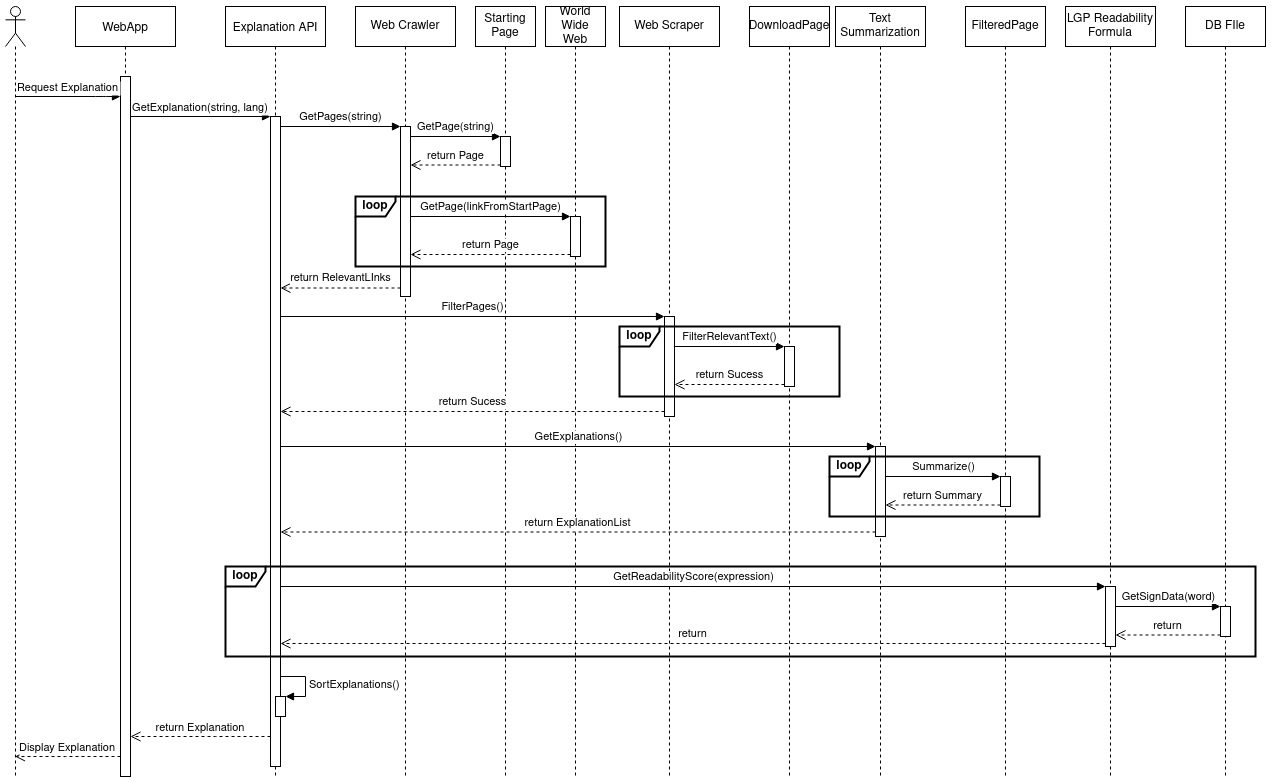 WebApp
Explanation API
Web Crawler
Starting
Page
World
Wide
Web
Web Scraper
DownloadPage
Text
Summarization
FilteredPage
LGP Readability
Formula
DB FIle
Request Explanation
GetExplanation(string, lang)
GetPages(string)
GetPage(string)
return Page
loop
GetPage(linkFromStartPage)
return Page
return RelevantLInks
FilterPages()
loop
FilterRelevantText()
return Sucess
return Sucess
GetExplanations()
loop
Summarize()
return Summary
return ExplanationList
loop
GetReadabilityScore(expression)
GetSignData(word)
return
return
SortExplanations()
return Explanation
Display Explanation